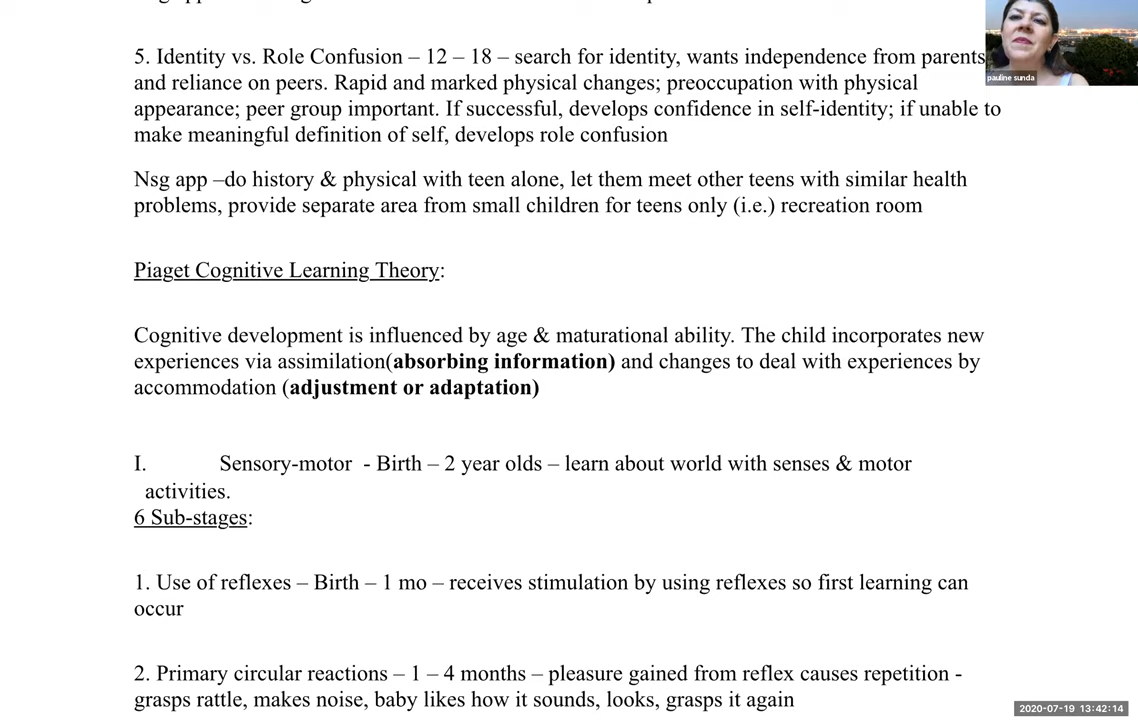 5. Identity vs. Role Confusion – 12 – 18 – search for identity, wants independence from parents
and reliance on peers. Rapid and marked physical changes; preoccupation with physical
appearance; peer group important. If successful, develops confidence in self-identity; if unable to
make meaningful definition of self, develops role confusion
Nsg app –do history & physical with teen alone, let them meet other teens with similar health
problems, provide separate area from small children for teens only (i.e.) recreation room
Piaget Cognitive Learning Theory:
Cognitive development is influenced by age & maturational ability. The child incorporates new
experiences via assimilation(absorbing information) and changes to deal with experiences by
accommodation (adjustment or adaptation)
I. Sensory-motor - Birth – 2 year olds – learn about world with senses & motor
activities.
6 Sub-stages:
1. Use of reflexes – Birth – 1 mo – receives stimulation by using reflexes so first learning can
occur
2. Primary circular reactions – 1 – 4 months – pleasure gained from reflex causes repetition -
grasps rattle, makes noise, baby likes how it sounds, looks, grasps it again
pauline sunda
2020-07-19 13:42:14